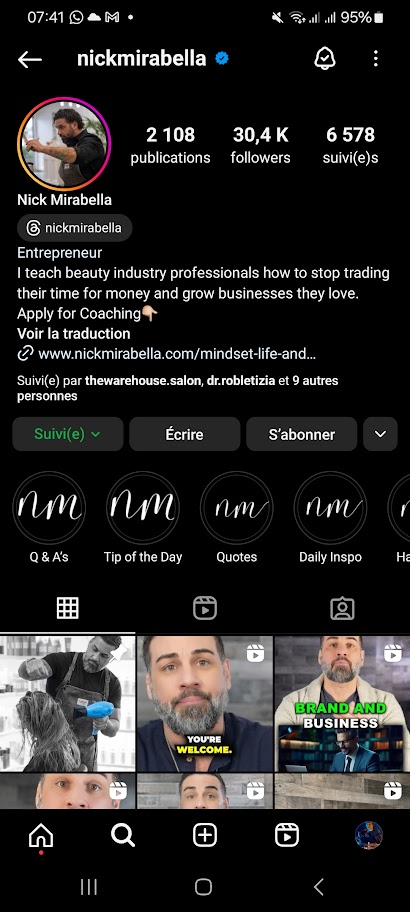 07:41
95%
nickmirabella
2 108 30,4 K 6 578
publications followers suivi(e)s
Nick Mirabella
nickmirabella
Entrepreneur
I teach beauty industry professionals how to stop trading
their time for money and grow businesses they love.
Apply for Coaching👇🏼
Voir la traduction
www.nickmirabella.com/mindset-life-and…
Suivi(e) par thewarehouse.salon, dr.robletizia et 9 autres
personnes
Suivi(e) Écrire S’abonner
nm nm nm nm
Q & A’s Tip of the Day Quotes Daily Inspo Ha
YOU'RE
WELCOME.
BRAND AND
BUSINESS